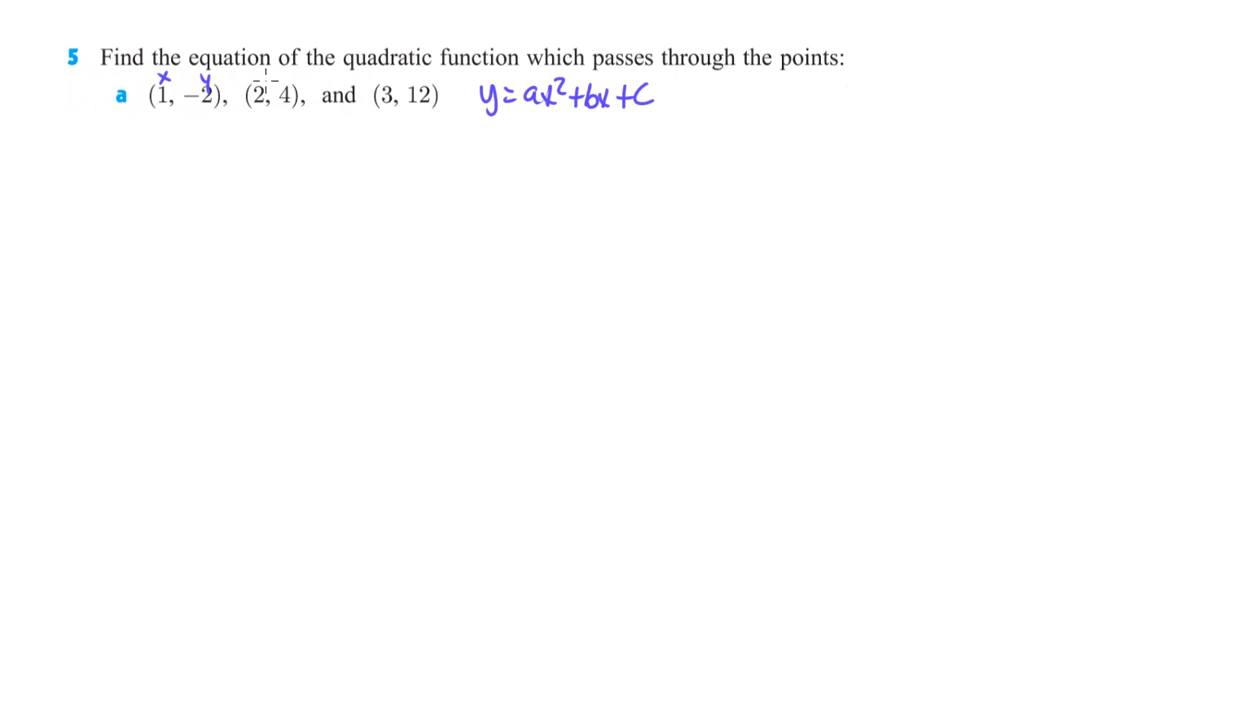 5 Find the equation of the quadratic function which passes through the points:
x y
a (1, −2), (2, 4), and (3, 12) y = ax²+bx+c